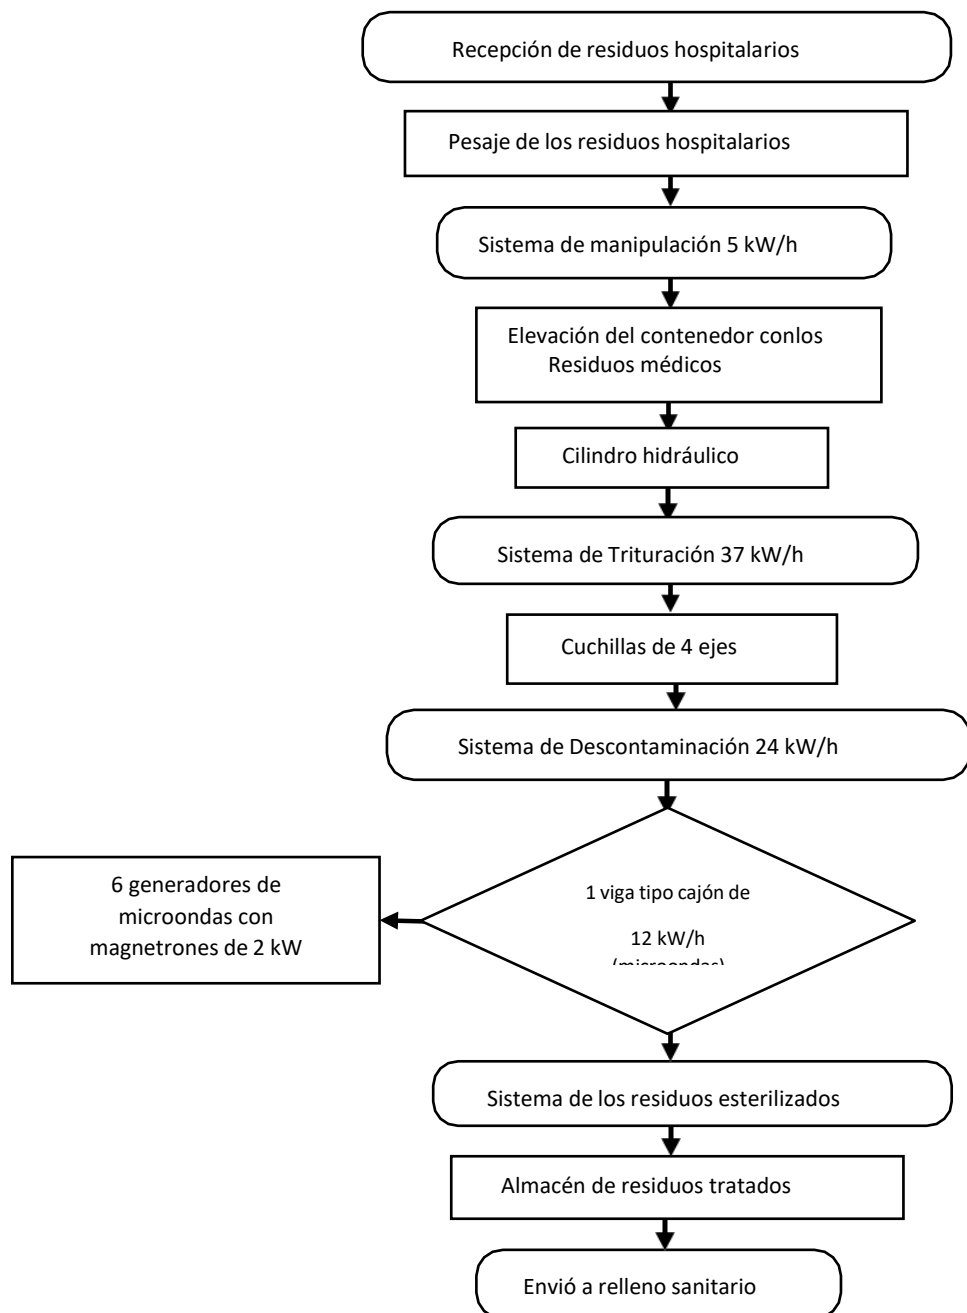 Recepción de residuos hospitalarios
Pesaje de los residuos hospitalarios
Sistema de manipulación 5 kW/h
Elevación del contenedor conlos
Residuos médicos
Cilindro hidráulico
Sistema de Trituración 37 kW/h
Cuchillas de 4 ejes
Sistema de Descontaminación 24 kW/h
6 generadores de
microondas con
magnetrones de 2 kW
1 viga tipo cajón de
12 kW/h
(microondas)
Sistema de los residuos esterilizados
Almacén de residuos tratados
Envió a relleno sanitario